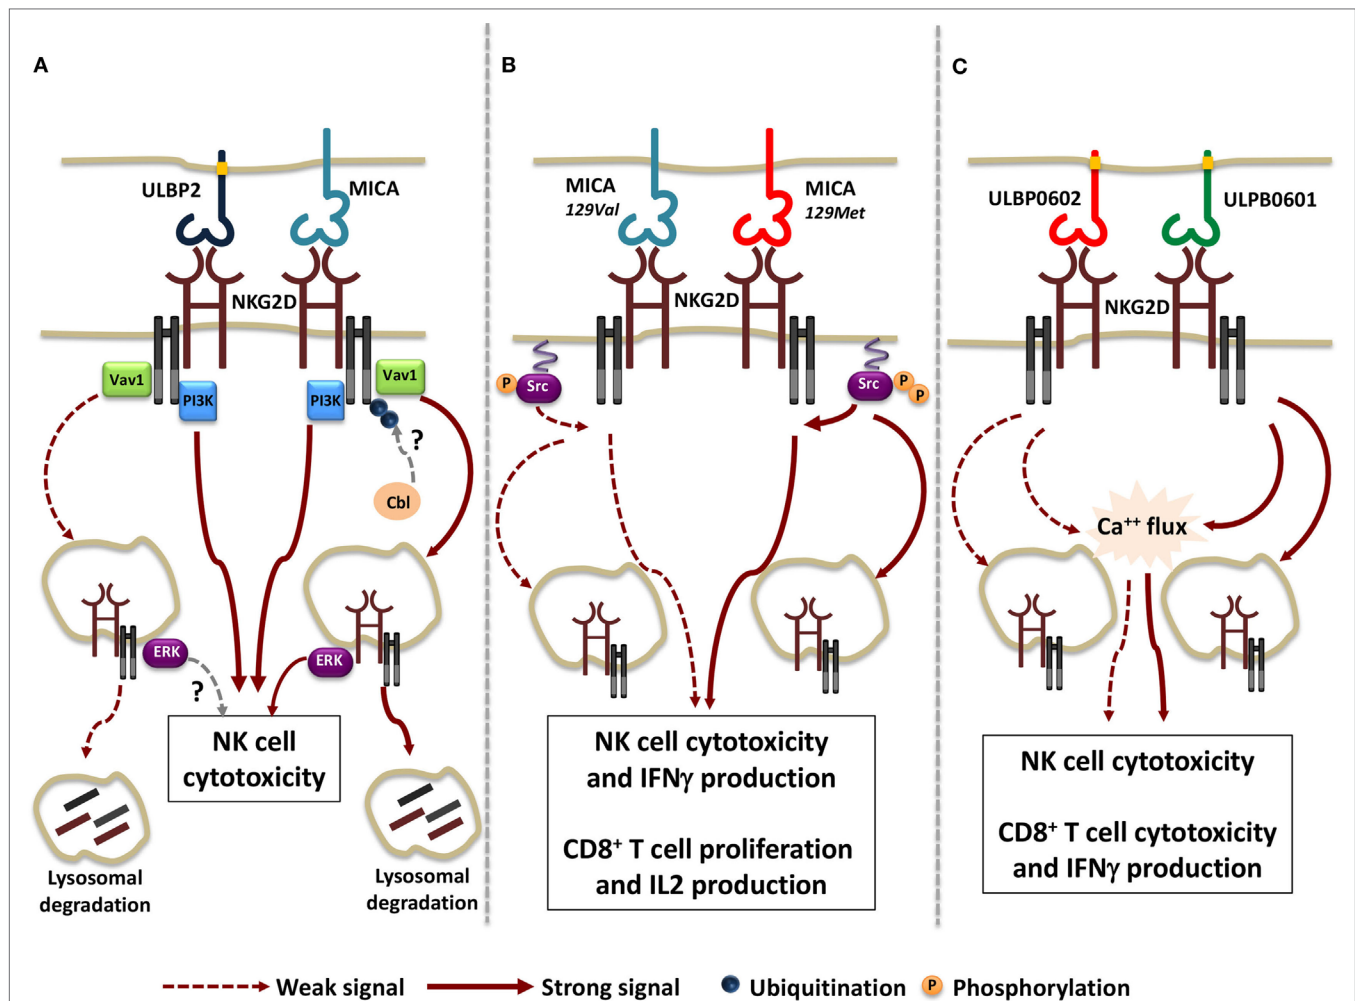 A
ULBP2
MICA
NKG2D
Vav1
PI3K
PI3K
Vav1
?
Cbl
ERK
?
ERK
NK cell
cytotoxicity
Lysosomal
degradation
Lysosomal
degradation
B
MICA
129Val
MICA
129Met
NKG2D
P
Src
Src
P
P
NK cell cytotoxicity
and IFNγ production
CD8⁺ T cell proliferation
and IL2 production
C
ULBP0602
ULPB0601
NKG2D
Ca⁺⁺ flux
NK cell cytotoxicity
CD8⁺ T cell cytotoxicity
and IFNγ production
Weak signal
Strong signal
Ubiquitination
P Phosphorylation